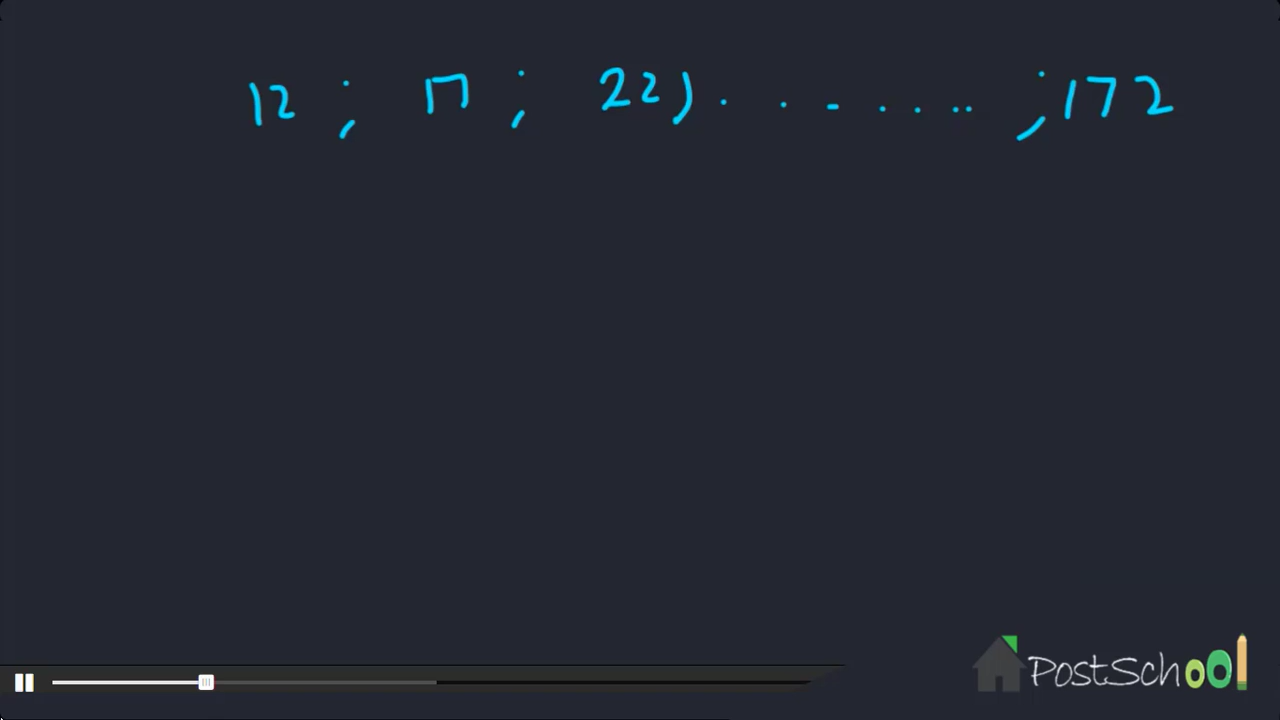 12 ; 17 ; 22 ; . . - . . .. ; 172
PostSchool